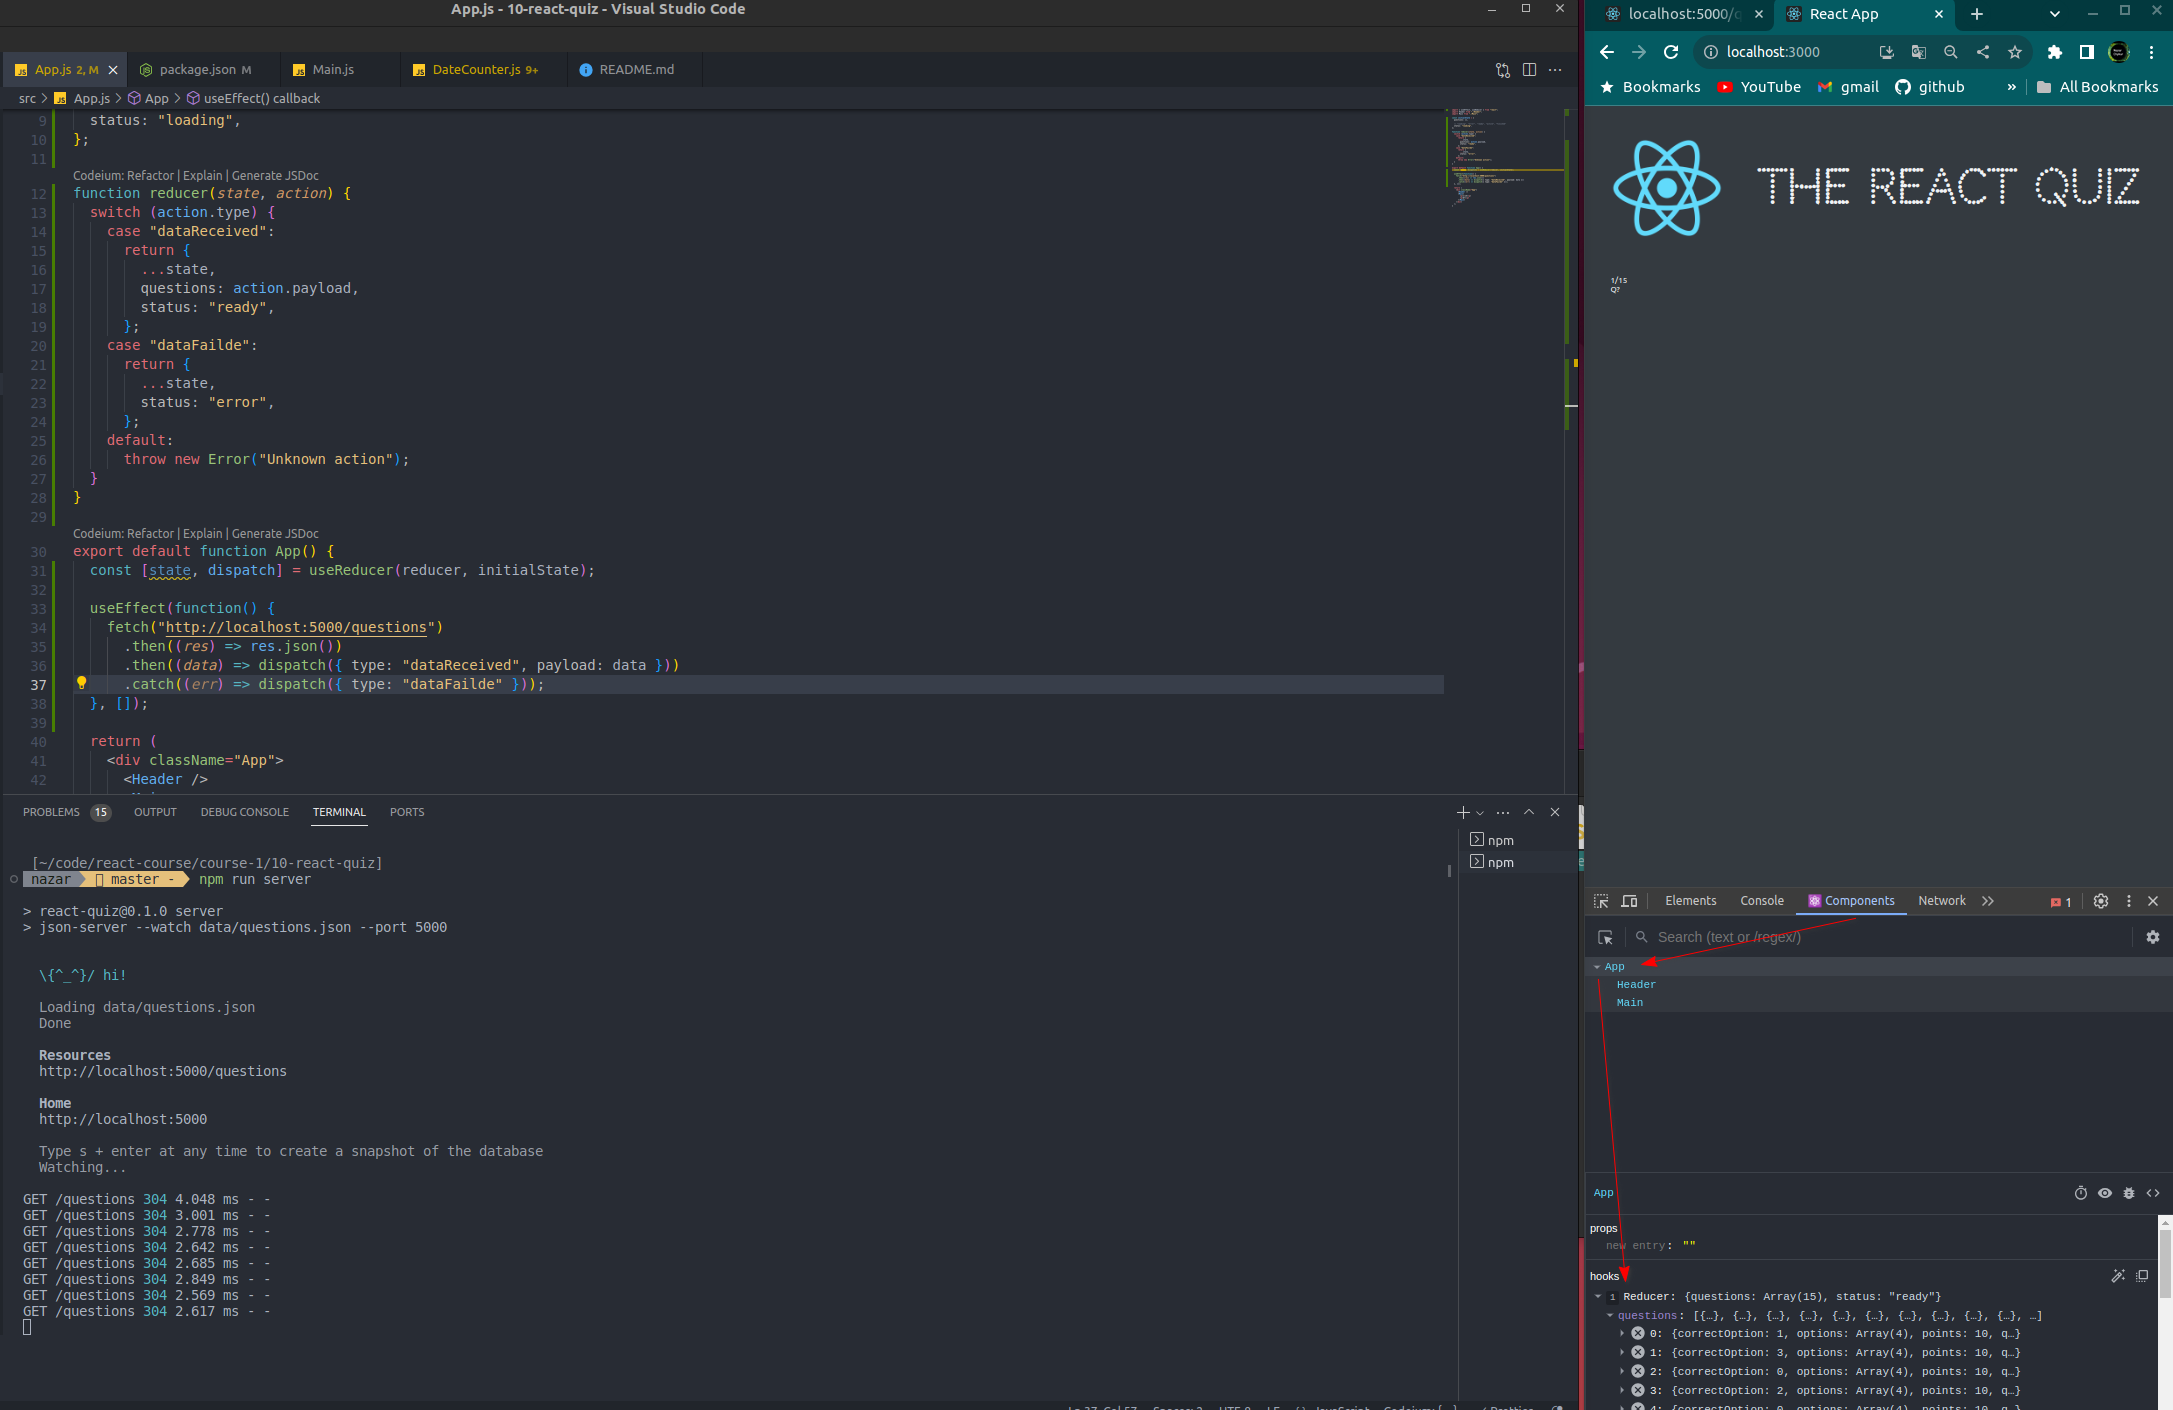 App.js - 10-react-quiz - Visual Studio Code
App.js 2, M
package.json M
Main.js
DateCounter.js 9+
README.md
src > App.js > App > useEffect() callback
9 status: "loading",
10 };
11
Codeium: Refactor | Explain | Generate JSDoc
12 function reducer(state, action) {
13 switch (action.type) {
14 case "dataReceived":
15 return {
16 ...state,
17 questions: action.payload,
18 status: "ready",
19 };
20 case "dataFailde":
21 return {
22 ...state,
23 status: "error",
24 };
25 default:
26 throw new Error("Unknown action");
27 }
28 }
29
Codeium: Refactor | Explain | Generate JSDoc
30 export default function App() {
31 const [state, dispatch] = useReducer(reducer, initialState);
32
33 useEffect(function() {
34 fetch("http://localhost:5000/questions")
35 .then((res) => res.json())
36 .then((data) => dispatch({ type: "dataReceived", payload: data }))
37 .catch((err) => dispatch({ type: "dataFailde" }));
38 }, []);
39
40 return (
41 <div className="App">
42 <Header />
PROBLEMS 15 OUTPUT DEBUG CONSOLE TERMINAL PORTS
npm
npm
[~/code/react-course/course-1/10-react-quiz]
nazar master - npm run server
> react-quiz@0.1.0 server
> json-server --watch data/questions.json --port 5000
\{^_^}/ hi!
Loading data/questions.json
Done
Resources
http://localhost:5000/questions
Home
http://localhost:5000
Type s + enter at any time to create a snapshot of the database
Watching...
GET /questions 304 4.048 ms - -
GET /questions 304 3.001 ms - -
GET /questions 304 2.778 ms - -
GET /questions 304 2.642 ms - -
GET /questions 304 2.685 ms - -
GET /questions 304 2.849 ms - -
GET /questions 304 2.569 ms - -
GET /questions 304 2.617 ms - -
localhost:5000/q
React App
localhost:3000
Bookmarks YouTube gmail github » All Bookmarks
THE REACT QUIZ
1/15
Q?
Elements Console Components Network 1
Search (text or /regex/)
App
Header
Main
App
props
new entry: ""
hooks
1 Reducer: {questions: Array(15), status: "ready"}
questions: [{…}, {…}, {…}, {…}, {…}, {…}, {…}, {…}, {…}, {…}, …]
0: {correctOption: 1, options: Array(4), points: 10, q…}
1: {correctOption: 3, options: Array(4), points: 10, q…}
2: {correctOption: 0, options: Array(4), points: 10, q…}
3: {correctOption: 2, options: Array(4), points: 10, q…}